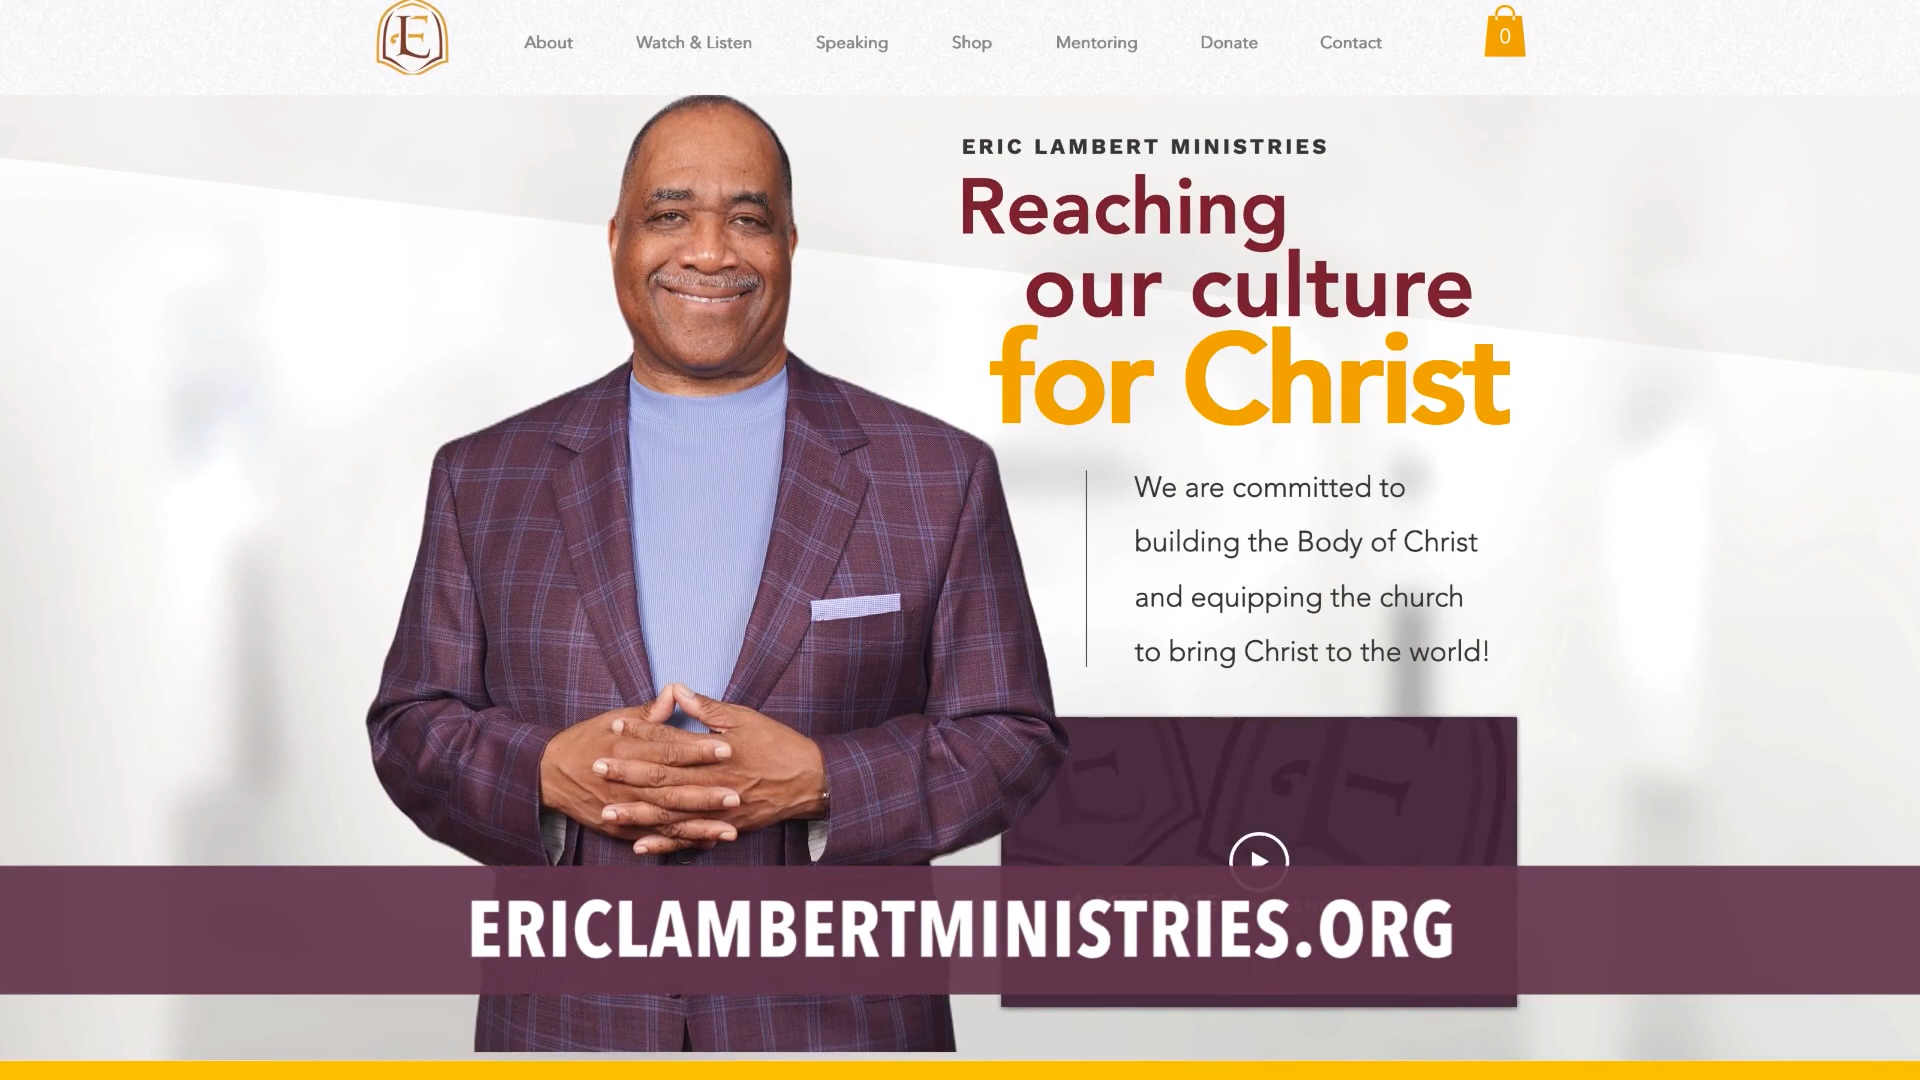 LE
About
Watch & Listen
Speaking
Shop
Mentoring
Donate
Contact
0
ERIC LAMBERT MINISTRIES
Reaching
our culture
for Christ
We are committed to
building the Body of Christ
and equipping the church
to bring Christ to the world!
ERICLAMBERTMINISTRIES.ORG